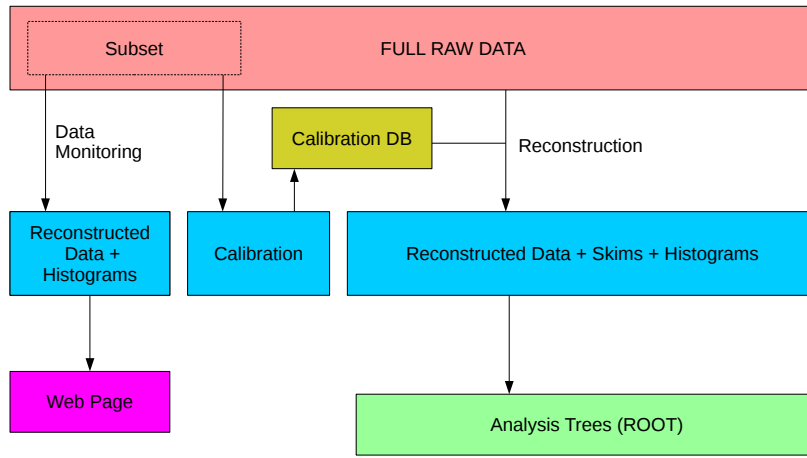 Subset
FULL RAW DATA
Data
Monitoring
Calibration DB
Reconstruction
Reconstructed
Data +
Histograms
Calibration
Reconstructed Data + Skims + Histograms
Web Page
Analysis Trees (ROOT)